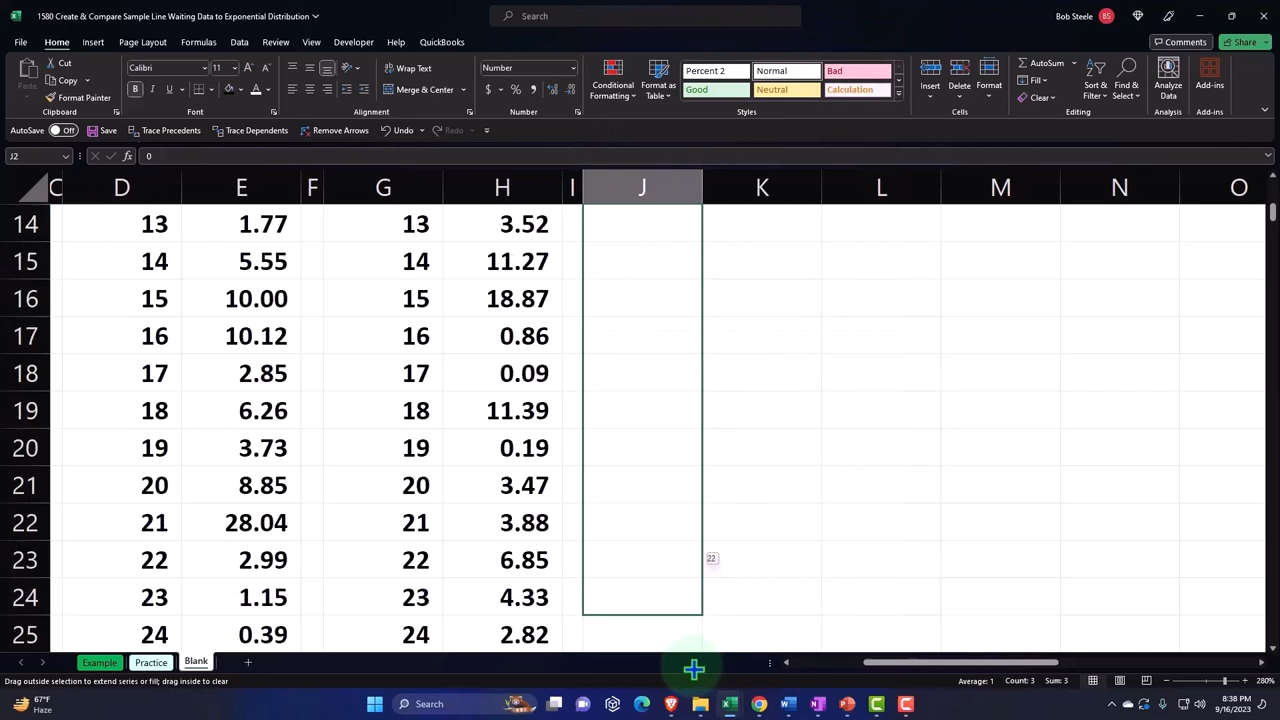 1580 Create & Compare Sample Line Waiting Data to Exponential Distribution
Search
Bob Steele
BS
File Home Insert Page Layout Formulas Data Review View Developer Help QuickBooks
Comments
Share
Cut
Copy
Format Painter
Clipboard
Calibri
11
B I U
Font
Wrap Text
Merge & Center
Alignment
Number
$ % ,
Number
Conditional Formatting
Format as Table
Percent 2 Normal Bad
Good Neutral Calculation
Styles
Insert Delete Format
Cells
AutoSum
Fill
Clear
Sort & Filter
Find & Select
Editing
Analyze Data
Analysis
Add-ins
Add-ins
AutoSave Off Save Trace Precedents Trace Dependents Remove Arrows Undo Redo
J2 fx 0
C D E F G H I J K L M N O
14 13 1.77 13 3.52
15 14 5.55 14 11.27
16 15 10.00 15 18.87
17 16 10.12 16 0.86
18 17 2.85 17 0.09
19 18 6.26 18 11.39
20 19 3.73 19 0.19
21 20 8.85 20 3.47
22 21 28.04 21 3.88
23 22 2.99 22 6.85 22
24 23 1.15 23 4.33
25 24 0.39 24 2.82
Example Practice Blank
Drag outside selection to extend series or fill; drag inside to clear
Average: 1 Count: 3 Sum: 3
280%
67°F
Haze
Search
8:38 PM
9/16/2023